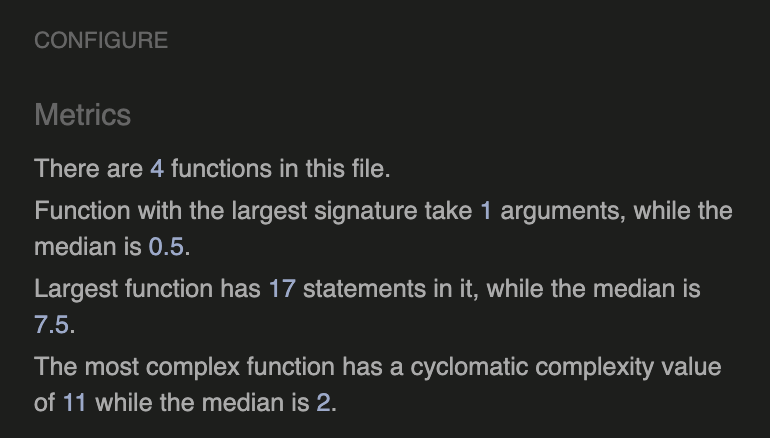 CONFIGURE
Metrics
There are 4 functions in this file.
Function with the largest signature take 1 arguments, while the
median is 0.5.
Largest function has 17 statements in it, while the median is
7.5.
The most complex function has a cyclomatic complexity value
of 11 while the median is 2.